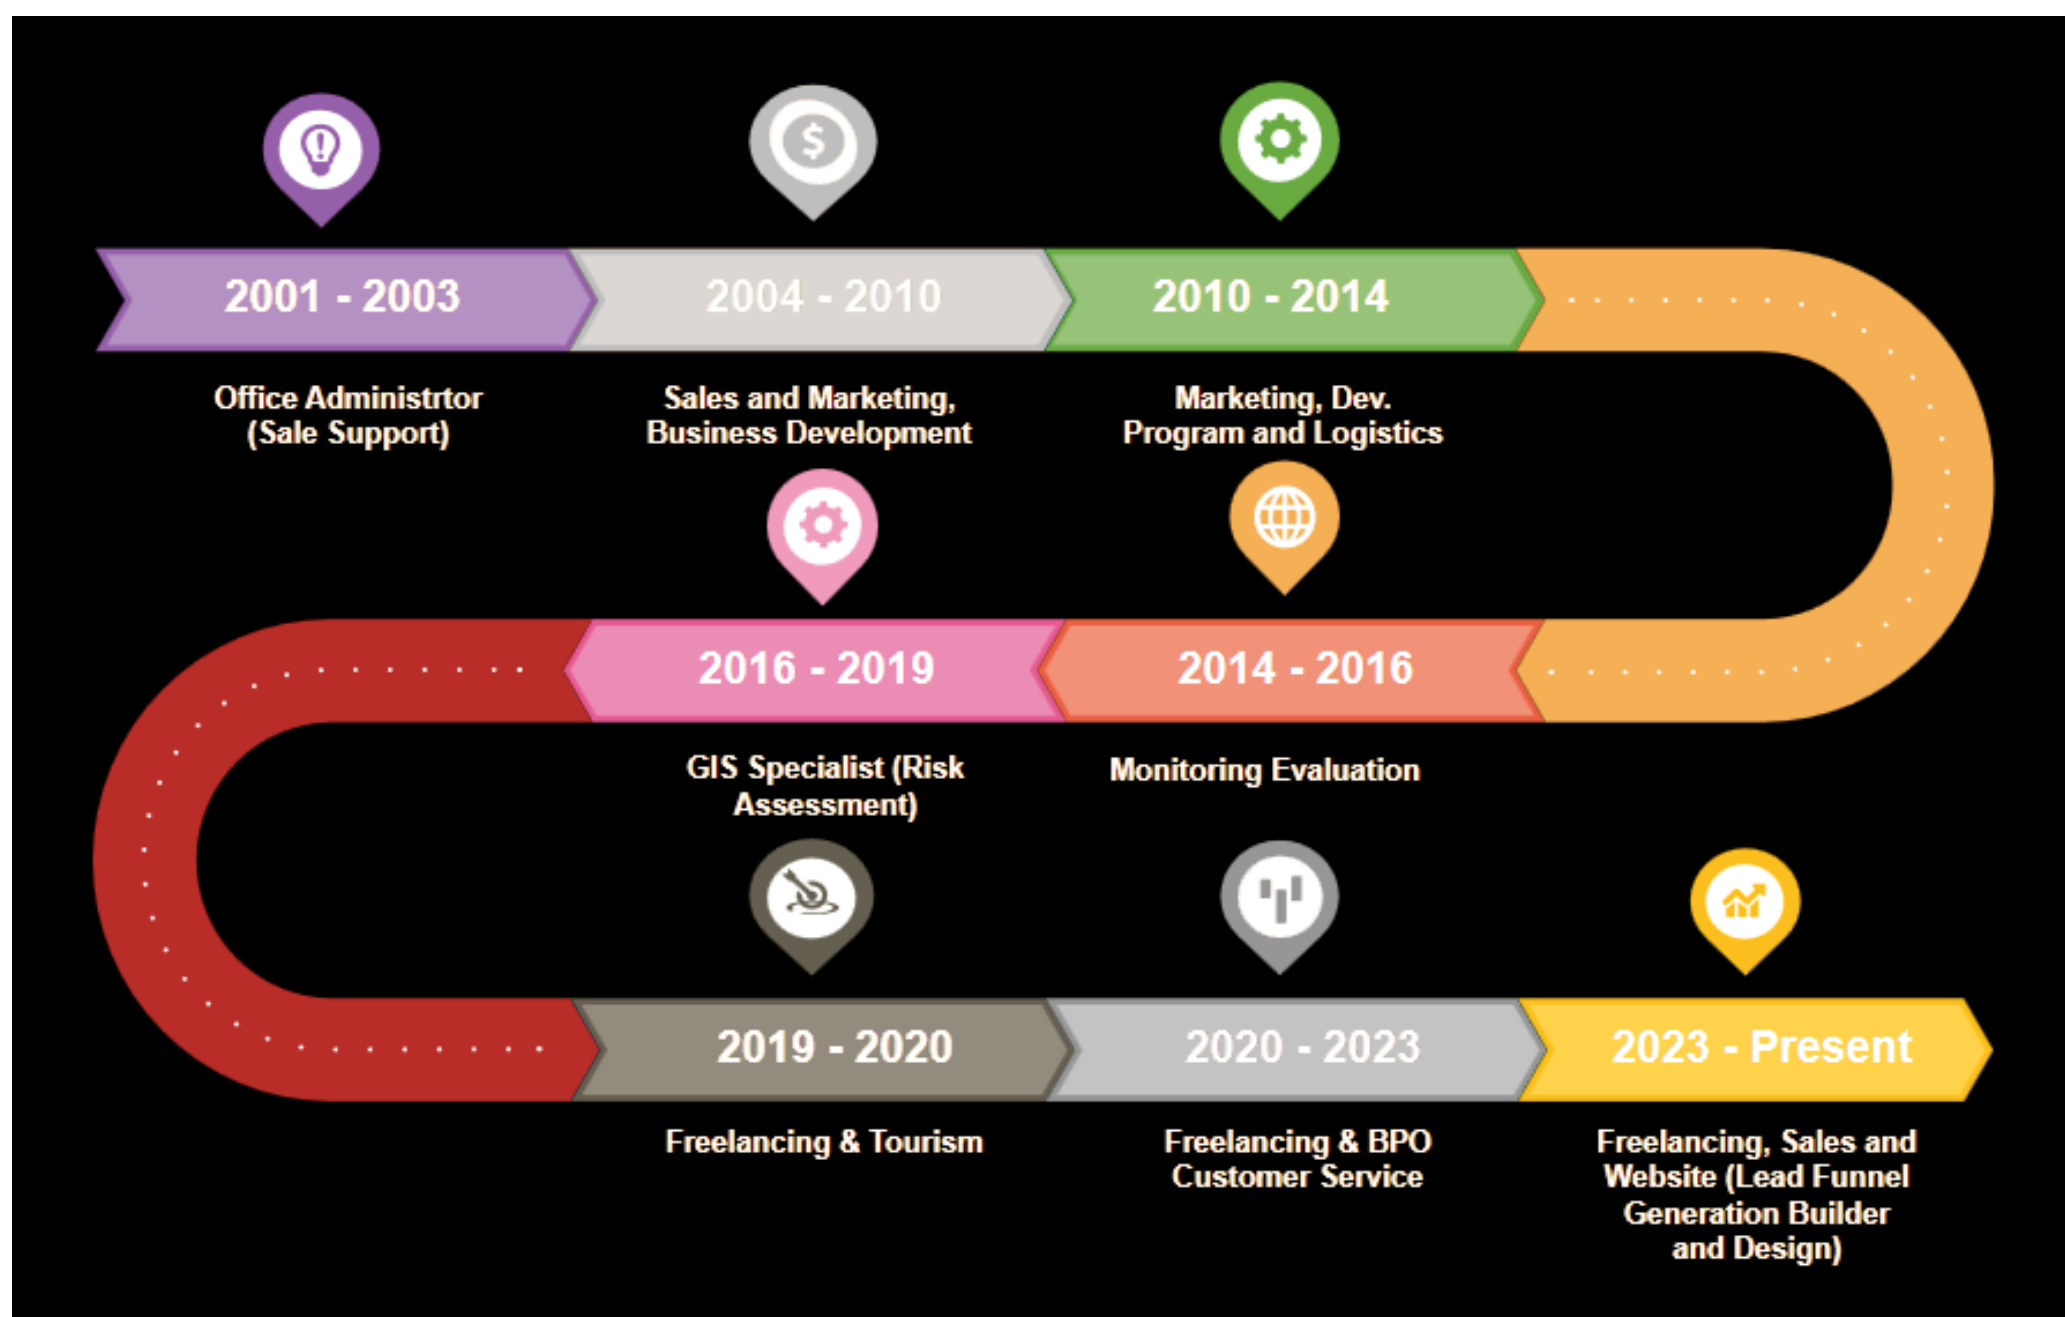 2001 - 2003
2004 - 2010
2010 - 2014
Office Administrtor
(Sale Support)
Sales and Marketing,
Business Development
Marketing, Dev.
Program and Logistics
2016 - 2019
2014 - 2016
GIS Specialist (Risk
Assessment)
Monitoring Evaluation
2019 - 2020
2020 - 2023
2023 - Present
Freelancing & Tourism
Freelancing & BPO
Customer Service
Freelancing, Sales and
Website (Lead Funnel
Generation Builder
and Design)